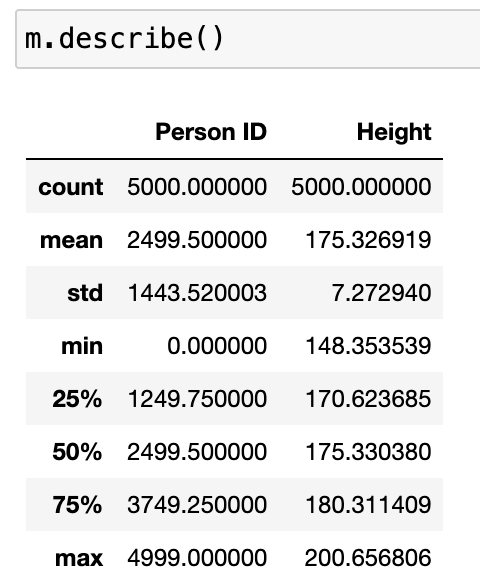 m.describe()
Person ID Height
count 5000.000000 5000.000000
mean 2499.500000 175.326919
std 1443.520003 7.272940
min 0.000000 148.353539
25% 1249.750000 170.623685
50% 2499.500000 175.330380
75% 3749.250000 180.311409
max 4999.000000 200.656806